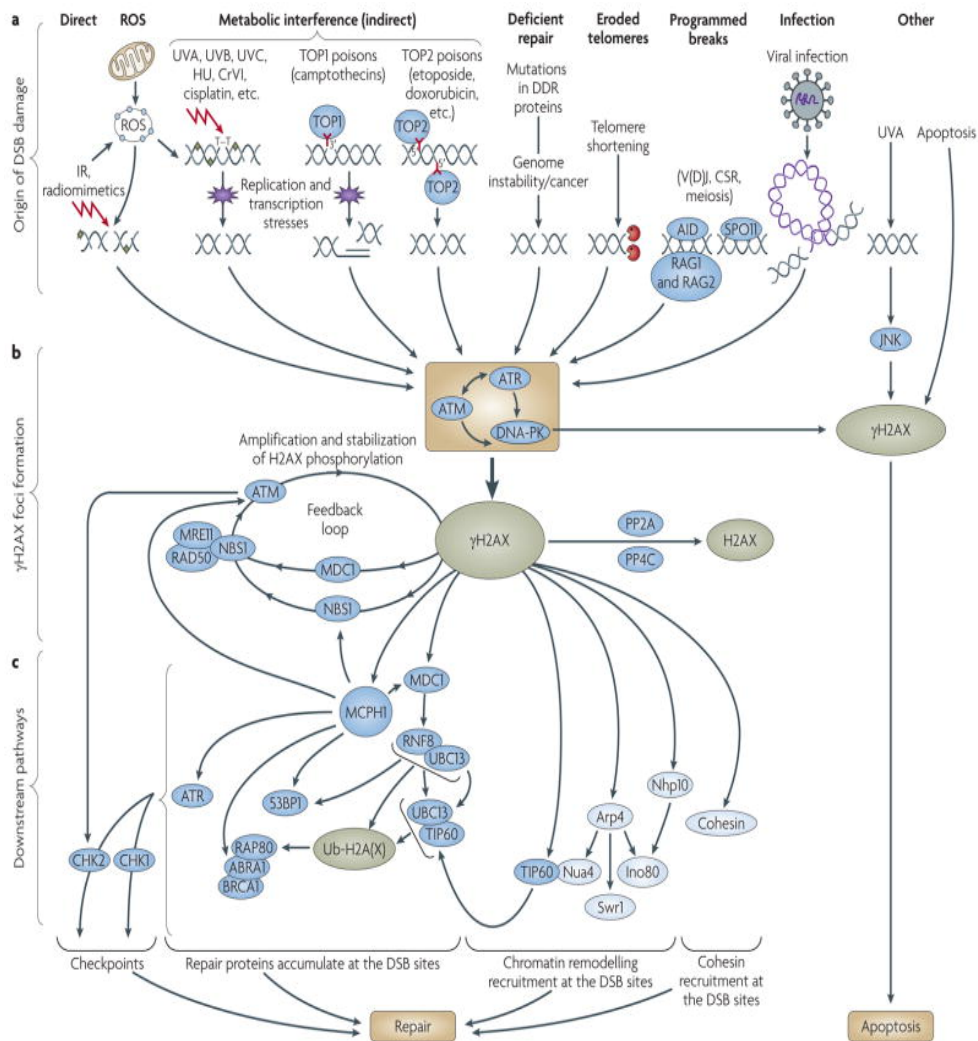 a
Direct
ROS
Metabolic interference (indirect)
Deficient
repair
Eroded
telomeres
Programmed
breaks
Infection
Other
Origin of DSB damage
UVA, UVB, UVC,
HU, CrVI,
cisplatin, etc.
TOP1 poisons
(camptothecins)
TOP2 poisons
(etoposide,
doxorubicin,
etc.)
Mutations
in DDR
proteins
Viral infection
ROS
T–T
TOP1
3'
TOP2
5'
5'
TOP2
Telomere
shortening
UVA
Apoptosis
IR,
radiomimetics
Replication and
transcription
stresses
Genome
instability/cancer
(V(D)J, CSR,
meiosis)
AID
SPO11
RAG1
and RAG2
JNK
b
γH2AX foci formation
ATR
ATM
DNA-PK
γH2AX
Amplification and stabilization
of H2AX phosphorylation
ATM
Feedback
loop
MRE11
RAD50
NBS1
MDC1
NBS1
γH2AX
PP2A
PP4C
H2AX
c
Downstream pathways
MCPH1
MDC1
RNF8
UBC13
ATR
53BP1
UBC13
TIP60
Nhp10
Arp4
Cohesin
CHK2
CHK1
RAP80
ABRA1
BRCA1
Ub-H2A(X)
TIP60
Nua4
Ino80
Swr1
Checkpoints
Repair proteins accumulate at the DSB sites
Chromatin remodelling
recruitment at the DSB sites
Cohesin
recruitment at
the DSB sites
Repair
Apoptosis